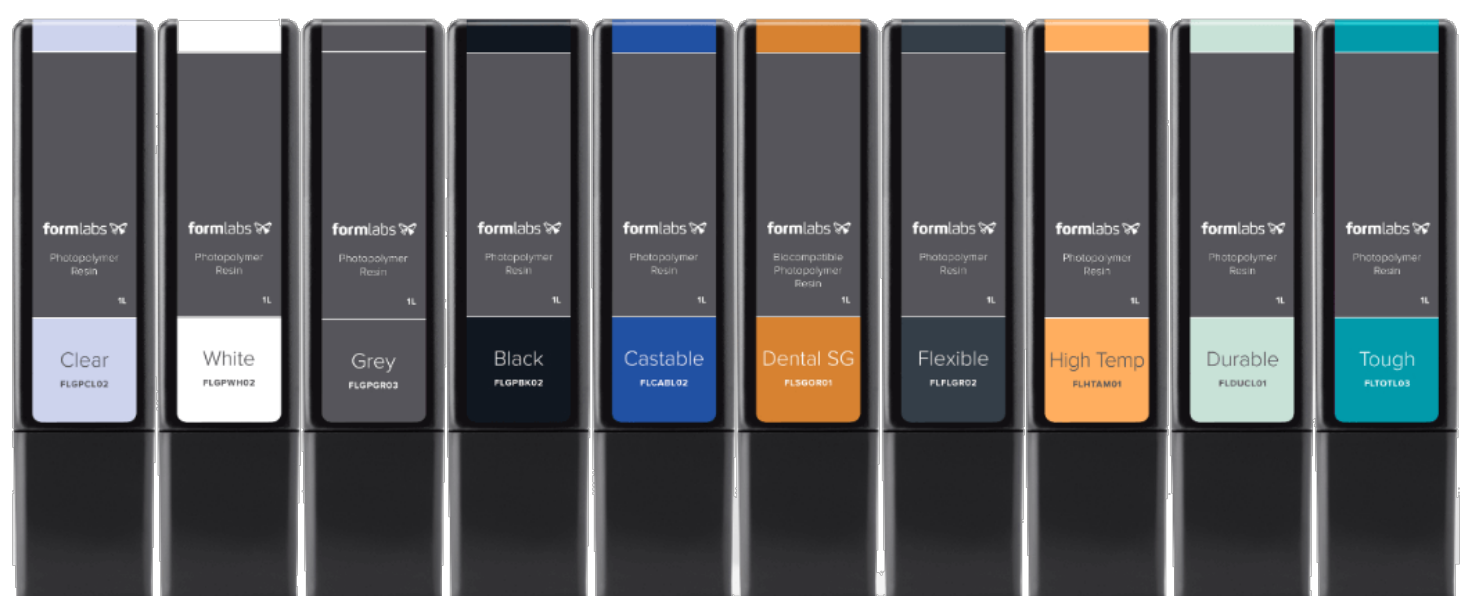 formlabs
Photopolymer
Resin
1L
Clear
FLGPCL02
formlabs
Photopolymer
Resin
1L
White
FLGPWH02
formlabs
Photopolymer
Resin
1L
Grey
FLGPGR03
formlabs
Photopolymer
Resin
1L
Black
FLGPBK02
formlabs
Photopolymer
Resin
1L
Castable
FLCABL02
formlabs
Biocompatible
Photopolymer
Resin
1L
Dental SG
FLSGOR01
formlabs
Photopolymer
Resin
1L
Flexible
FLFLGR02
formlabs
Photopolymer
Resin
1L
High Temp
FLHTAM01
formlabs
Photopolymer
Resin
1L
Durable
FLDUCL01
formlabs
Photopolymer
Resin
1L
Tough
FLTOTL03